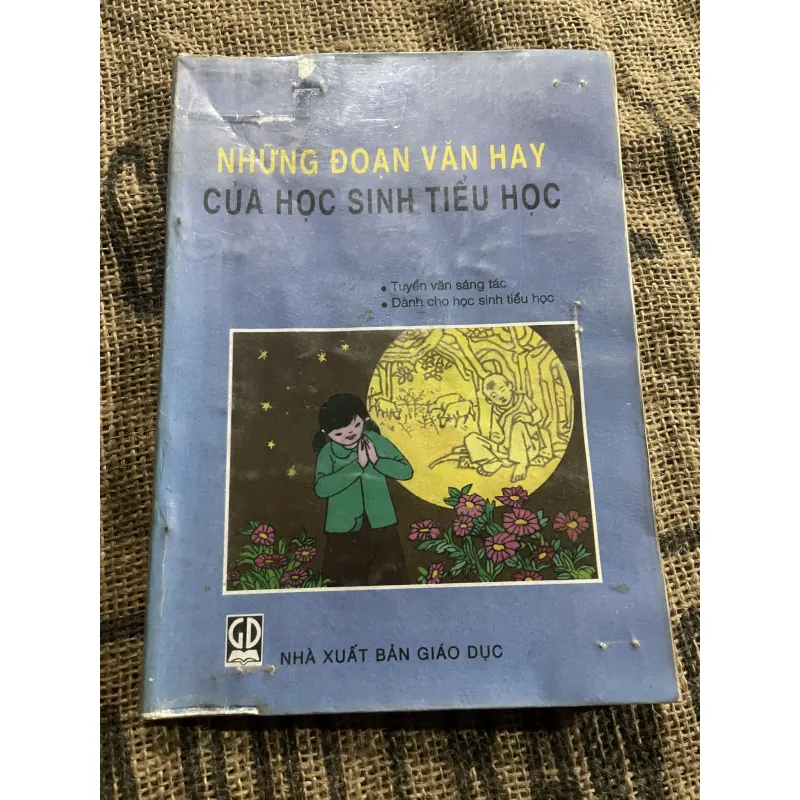 NHỮNG ĐOẠN VĂN HAY
CỦA HỌC SINH TIỂU HỌC
• Tuyển văn sáng tác
• Dành cho học sinh tiểu học
GD
NHÀ XUẤT BẢN GIÁO DỤC